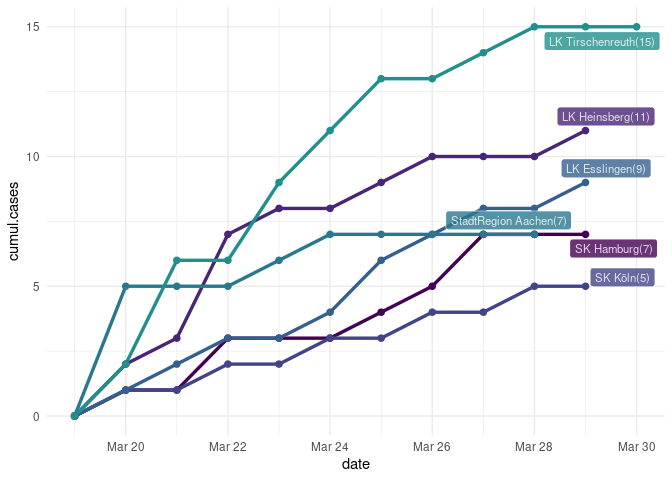 15
LK Tirschenreuth(15)
LK Heinsberg(11)
10
LK Esslingen(9)
StadtRegion Aachen(7)
SK Hamburg(7)
SK Köln(5)
5
0
cumul.cases
Mar 20 Mar 22 Mar 24 Mar 26 Mar 28 Mar 30
date